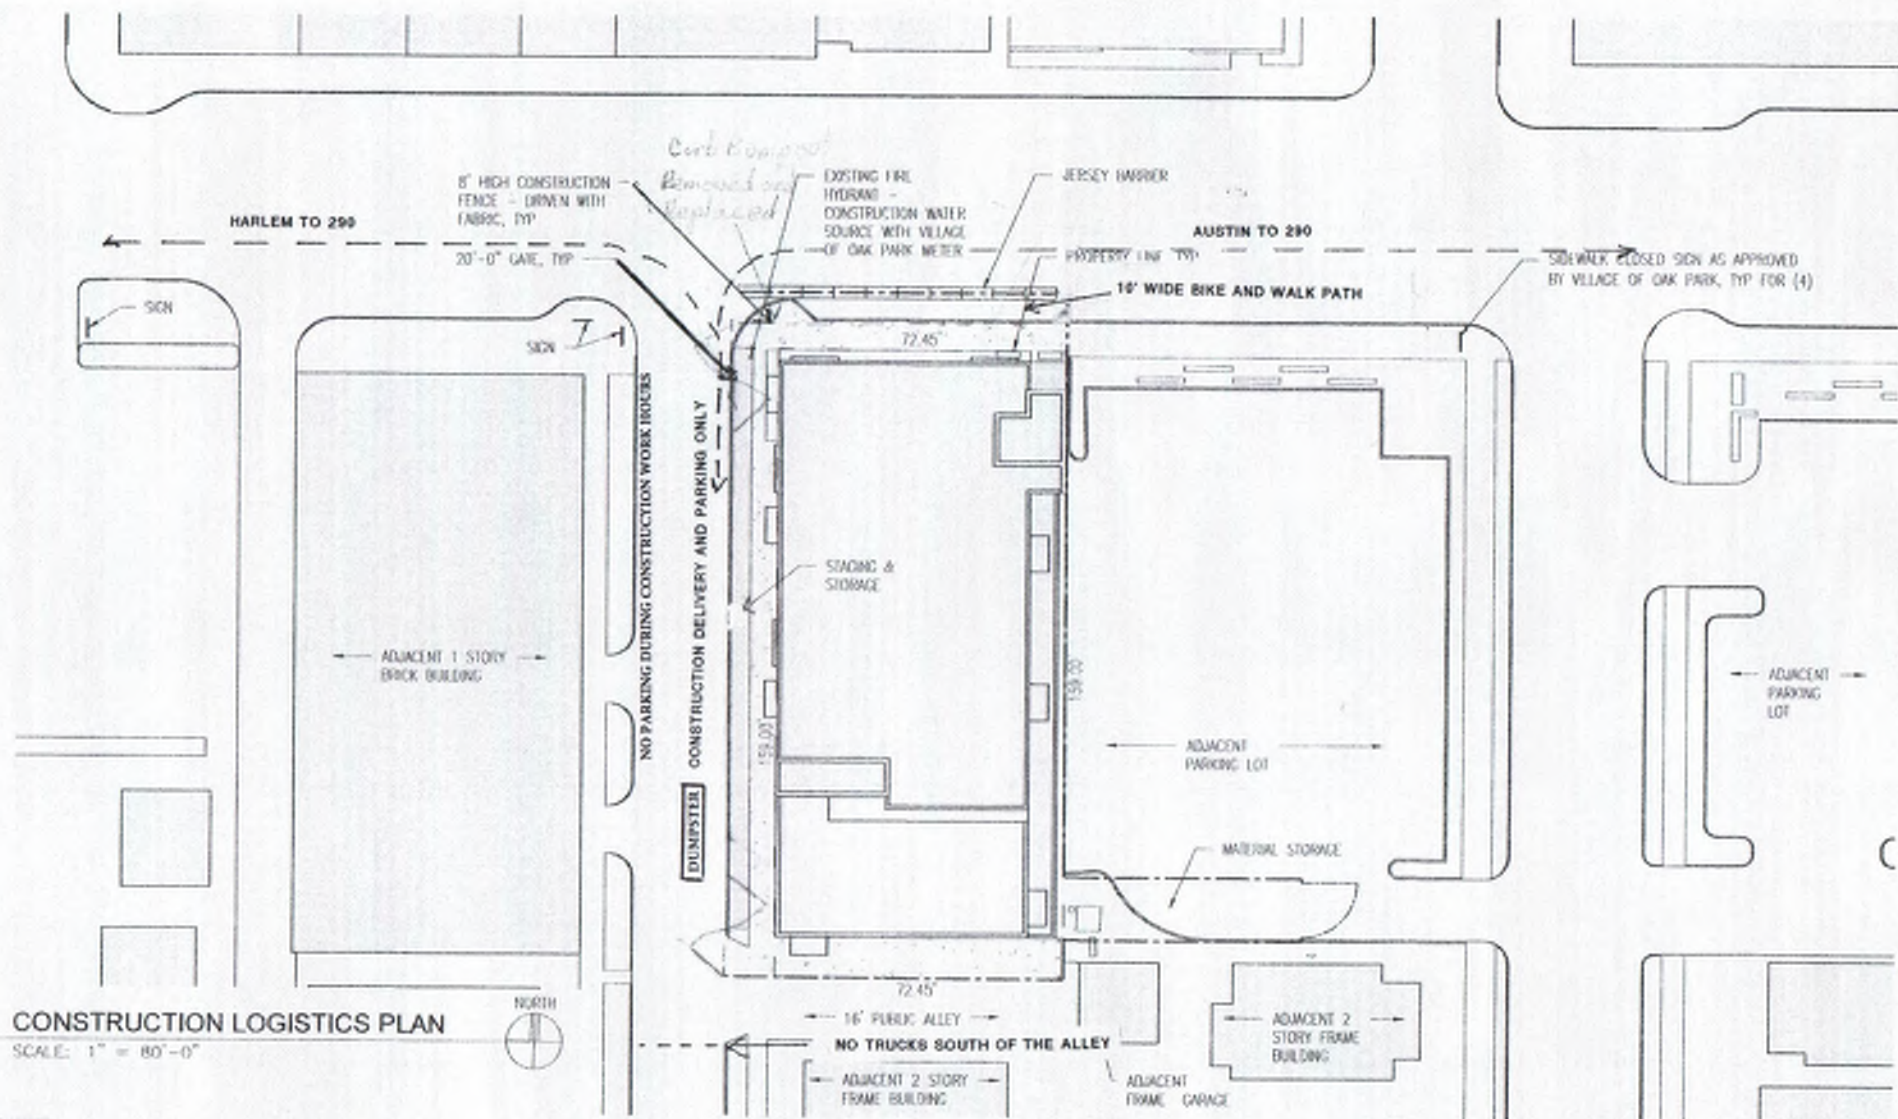 Curb Bumpout
Removed and
Replaced
8' HIGH CONSTRUCTION
FENCE - DRIVEN WITH
FABRIC, TYP
20'-0" GATE, TYP
EXISTING FIRE
HYDRANT -
CONSTRUCTION WATER
SOURCE WITH VILLAGE
OF OAK PARK METER
JERSEY BARRIER
HARLEM TO 290
AUSTIN TO 290
PROPERTY LINE TYP
10' WIDE BIKE AND WALK PATH
SIDEWALK CLOSED SIGN AS APPROVED
BY VILLAGE OF OAK PARK, TYP FOR (4)
SIGN
SIGN
72.45'
NO PARKING DURING CONSTRUCTION WORK HOURS
CONSTRUCTION DELIVERY AND PARKING ONLY
STAGING &
STORAGE
ADJACENT 1 STORY
BRICK BUILDING
159.00'
159.00'
ADJACENT
PARKING LOT
ADJACENT
PARKING
LOT
DUMPSTER
MATERIAL STORAGE
72.45'
NORTH
CONSTRUCTION LOGISTICS PLAN
SCALE: 1" = 80'-0"
16' PUBLIC ALLEY
NO TRUCKS SOUTH OF THE ALLEY
ADJACENT 2 STORY
FRAME BUILDING
ADJACENT
FRAME GARAGE
ADJACENT 2
STORY FRAME
BUILDING